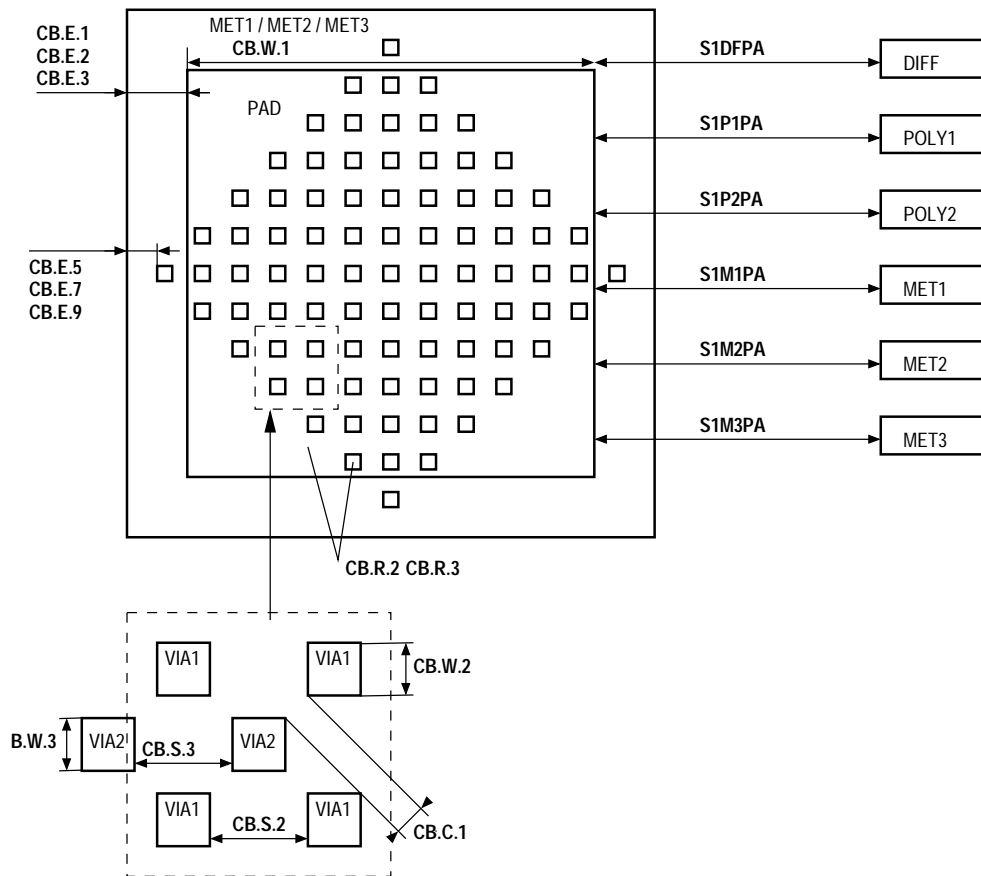 MET1 / MET2 / MET3
CB.E.1
CB.E.2
CB.E.3
CB.W.1
S1DFPA
DIFF
PAD
S1P1PA
POLY1
S1P2PA
POLY2
CB.E.5
CB.E.7
CB.E.9
S1M1PA
MET1
S1M2PA
MET2
S1M3PA
MET3
CB.R.2 CB.R.3
VIA1
VIA1
CB.W.2
B.W.3
VIA2
CB.S.3
VIA2
VIA1
CB.S.2
VIA1
CB.C.1